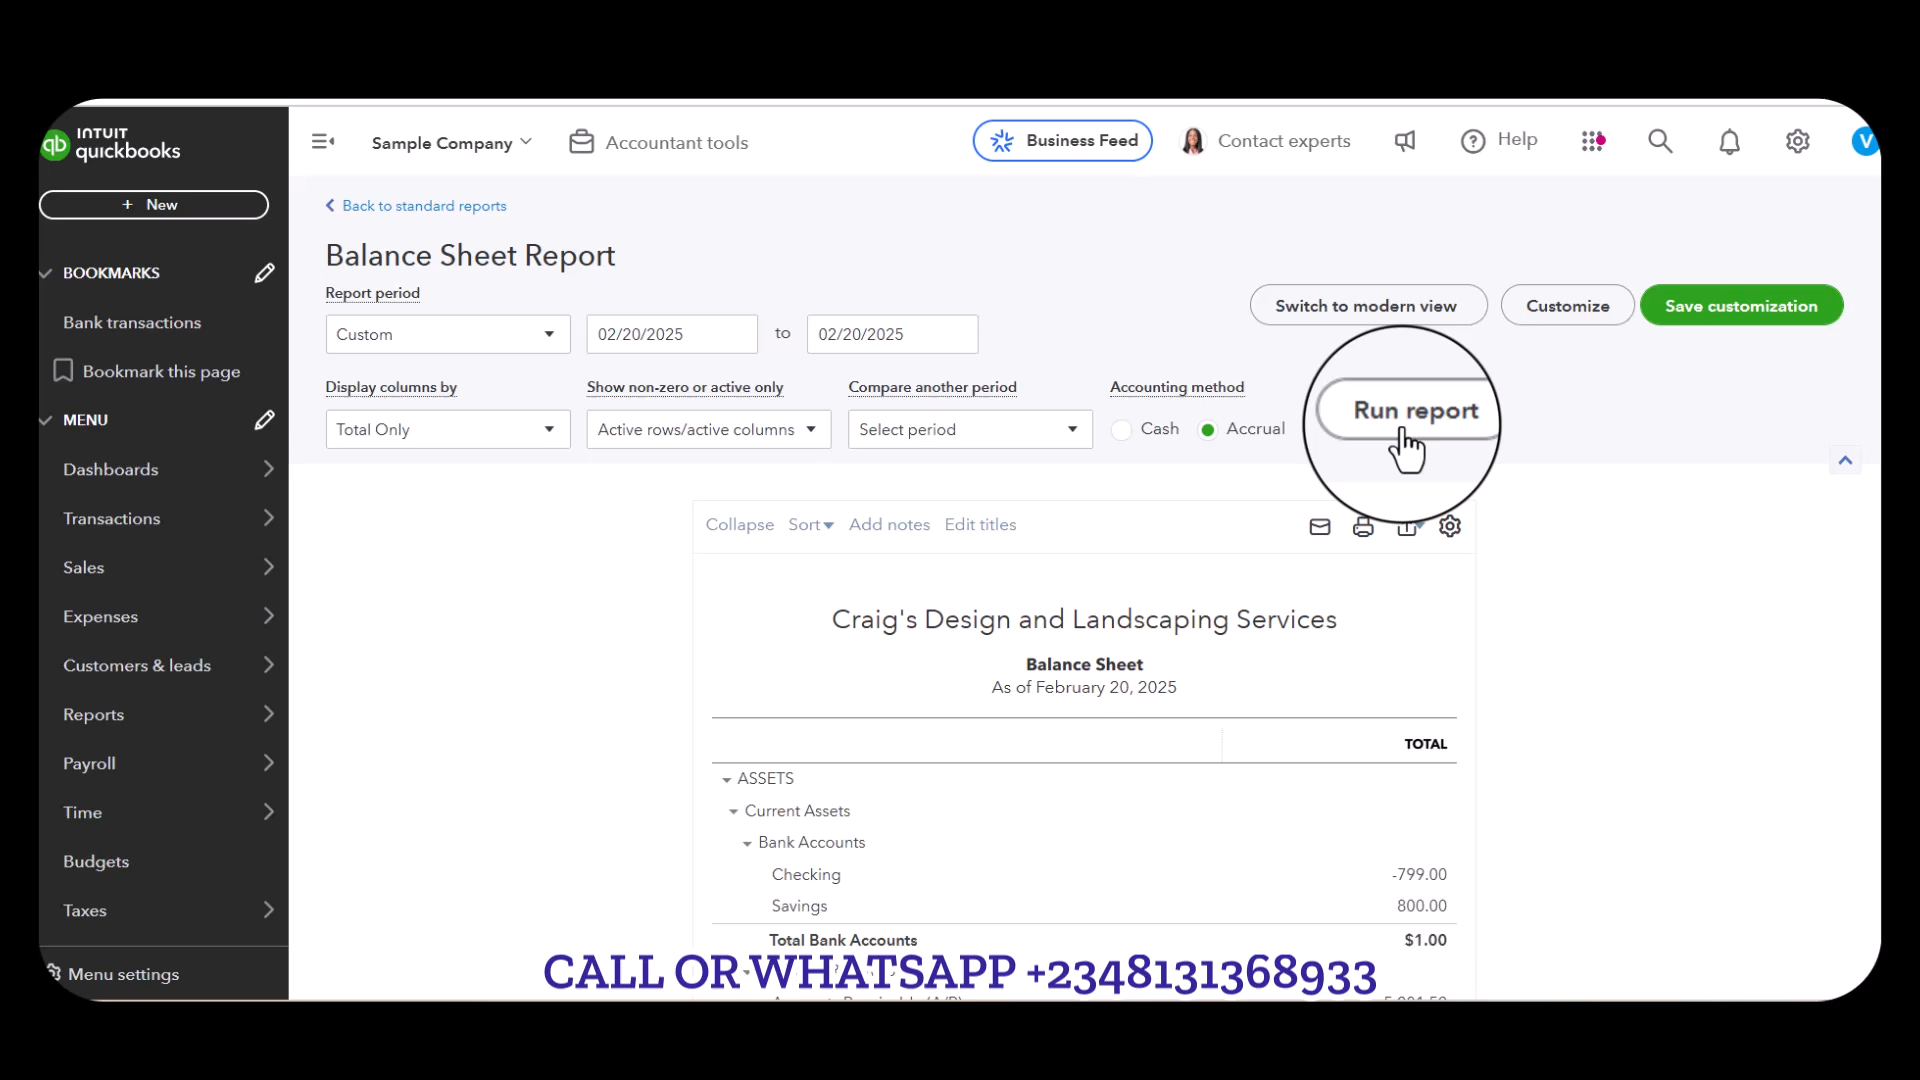 INTUIT
quickbooks
Sample Company
Accountant tools
Business Feed
Contact experts
Help
V
+ New
BOOKMARKS
Bank transactions
Bookmark this page
MENU
Dashboards
Transactions
Sales
Expenses
Customers & leads
Reports
Payroll
Time
Budgets
Taxes
Menu settings
Back to standard reports
Balance Sheet Report
Report period
Custom
02/20/2025
to
02/20/2025
Switch to modern view
Customize
Save customization
Display columns by
Show non-zero or active only
Compare another period
Accounting method
Total Only
Active rows/active columns
Select period
Cash
Accrual
Run report
Collapse
Sort
Add notes
Edit titles
Craig's Design and Landscaping Services
Balance Sheet
As of February 20, 2025
TOTAL
ASSETS
Current Assets
Bank Accounts
Checking -799.00
Savings 800.00
Total Bank Accounts $1.00
CALL OR WHATSAPP +2348131368933